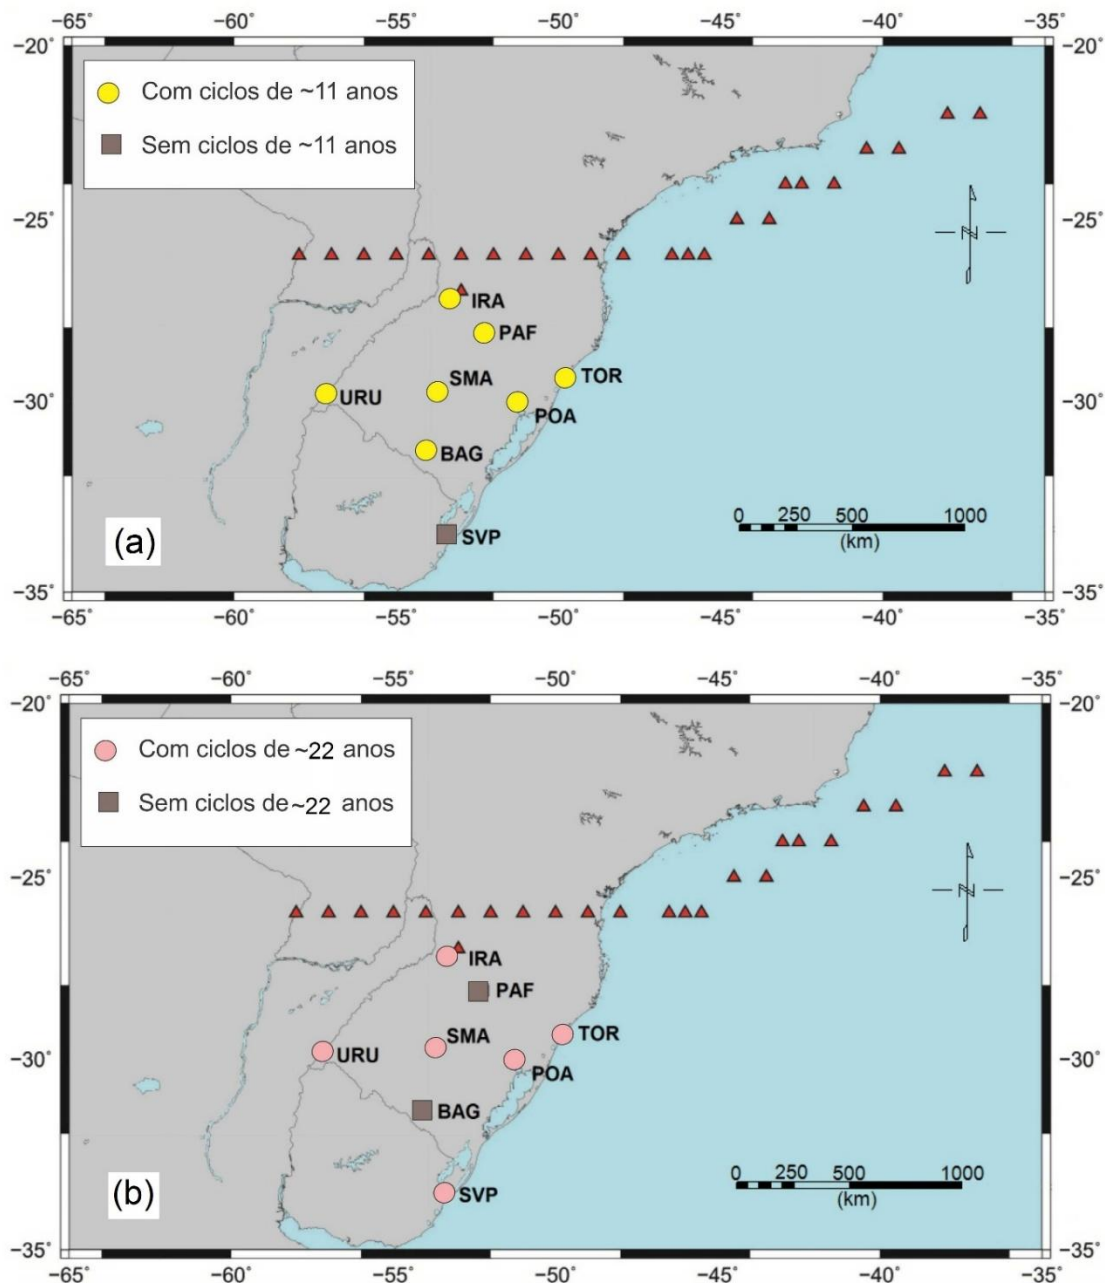 −65˚ −60˚ −55˚ −50˚ −45˚ −40˚ −35˚
−20˚ −20˚
Com ciclos de ~11 anos
Sem ciclos de ~11 anos
−25˚ −25˚
N
IRA
PAF
SMA TOR
URU
−30˚ POA −30˚
BAG
0 250 500 1000
(km)
(a) SVP
−35˚ −35˚
−65˚ −60˚ −55˚ −50˚ −45˚ −40˚ −35˚
−65˚ −60˚ −55˚ −50˚ −45˚ −40˚ −35˚
−20˚ −20˚
Com ciclos de ~22 anos
Sem ciclos de ~22 anos
−25˚ −25˚
N
IRA
PAF
SMA TOR
URU
−30˚ POA −30˚
BAG
0 250 500 1000
(km)
(b) SVP
−35˚ −35˚
−65˚ −60˚ −55˚ −50˚ −45˚ −40˚ −35˚